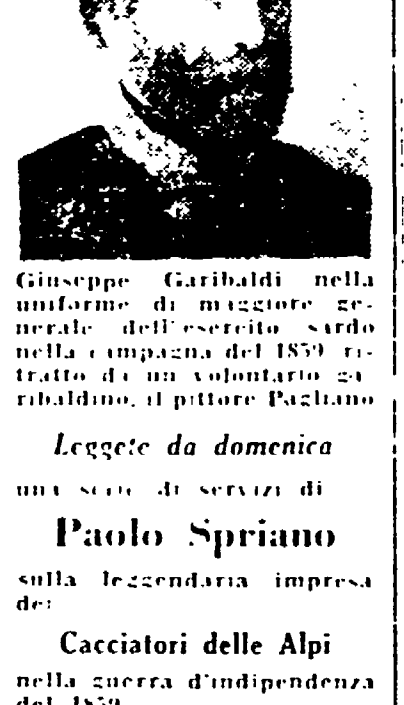 Giuseppe Garibaldi nella
uniforme di maggiore ge-
nerale dell'esercito sardo
nella campagna del 1859 ri-
tratto da un volontario ga-
ribaldino, il pittore Pagliano
Leggete da domenica
una serie di servizi di
Paolo Spriano
sulla leggendaria impresa
dei
Cacciatori delle Alpi
nella guerra d'indipendenza
del 1859